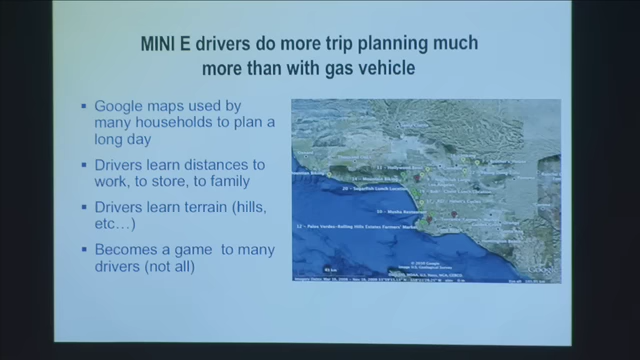 MINI E drivers do more trip planning much
more than with gas vehicle
▪ Google maps used by
many households to plan a
long day
▪ Drivers learn distances to
work, to store, to family
▪ Drivers learn terrain (hills,
etc…)
▪ Becomes a game to many
drivers (not all)
Google